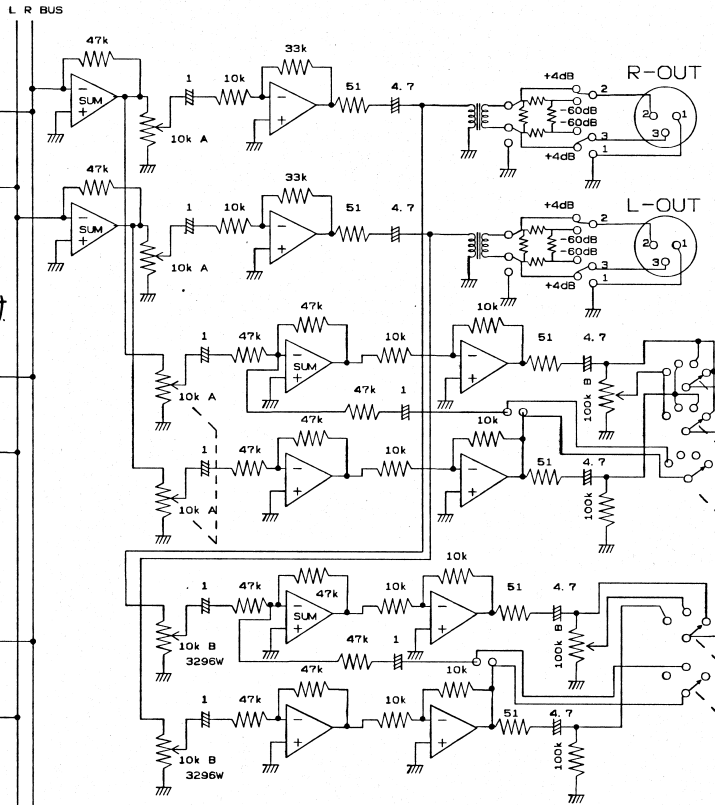 L R BUS
47k
SUM
10k A
1
10k
33k
51
4.7
+4dB
-60dB
-60dB
+4dB
2
3
1
R-OUT
2
1
3
47k
SUM
10k A
1
10k
33k
51
4.7
+4dB
-60dB
-60dB
+4dB
2
3
1
L-OUT
2
1
3
10k A
1
47k
47k
SUM
10k
10k
51
4.7
100k B
47k
1
10k A
1
47k
47k
10k
10k
51
4.7
100k
10k B
3296W
1
47k
47k
SUM
10k
10k
51
4.7
100k B
47k
1
10k B
3296W
1
47k
47k
10k
10k
51
4.7
100k